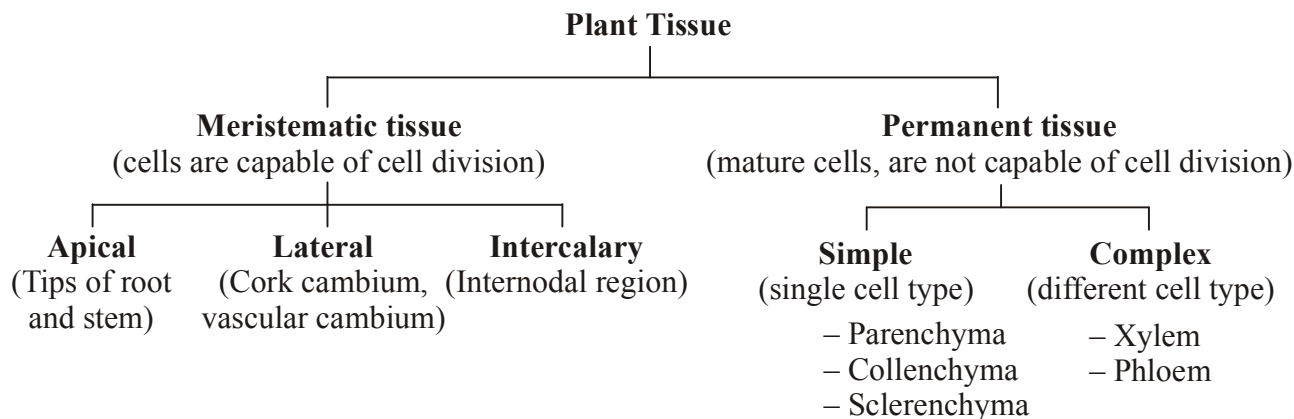 Plant Tissue
Meristematic tissue
(cells are capable of cell division)
Permanent tissue
(mature cells, are not capable of cell division)
Apical
(Tips of root
and stem)
Lateral
(Cork cambium,
vascular cambium)
Intercalary
(Internodal region)
Simple
(single cell type)
– Parenchyma
– Collenchyma
– Sclerenchyma
Complex
(different cell type)
– Xylem
– Phloem